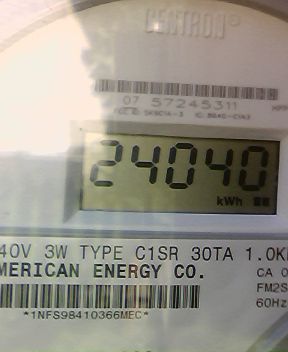 CENTRON®
07 57245311
24040
kWh
40V 3W TYPE C1SR 30TA 1.0K
MERICAN ENERGY CO.
CA 0
FM2S
60Hz
*1NFS98410366MEC*